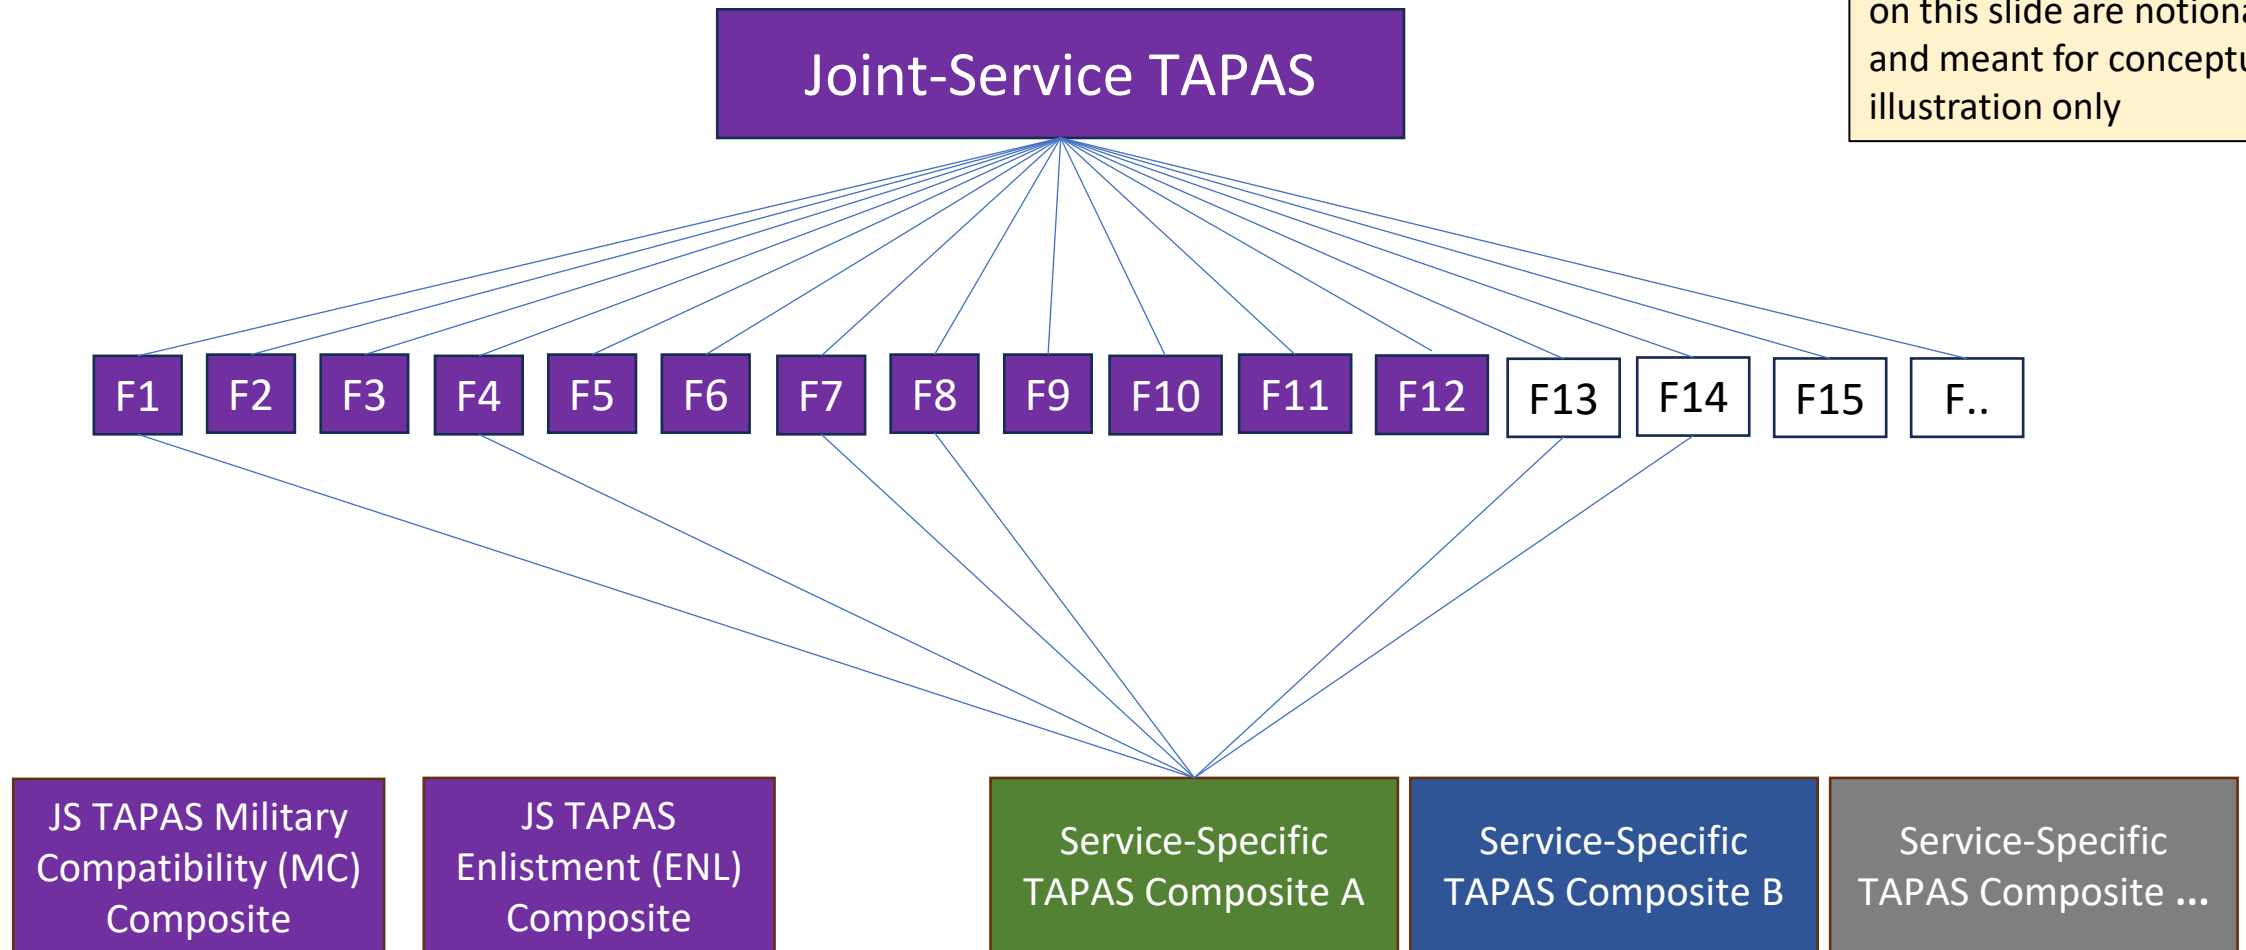 on this slide are
and meant for
illustration only
Joint-Service TAPAS
F1 F2 F3 F4 F5 F6 F7 F8 F9 F10 F11 F12 F13 F14 F15 F..
JS TAPAS Military
Compatibility (MC)
Composite
JS TAPAS
Enlistment (ENL)
Composite
Service-Specific
TAPAS Composite A
Service-Specific
TAPAS Composite B
Service-Specific
TAPAS Composite ...